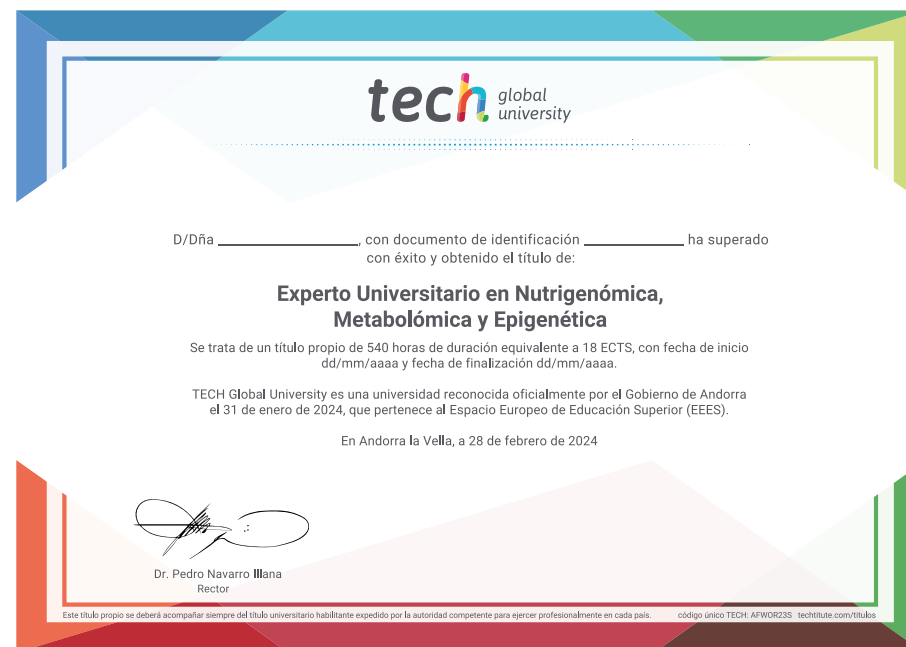 tech global university
D/Dña ____________________, con documento de identificación ______________ ha superado
con éxito y obtenido el título de:
Experto Universitario en Nutrigenómica,
Metabolómica y Epigenética
Se trata de un título propio de 540 horas de duración equivalente a 18 ECTS, con fecha de inicio
dd/mm/aaaa y fecha de finalización dd/mm/aaaa.
TECH Global University es una universidad reconocida oficialmente por el Gobierno de Andorra
el 31 de enero de 2024, que pertenece al Espacio Europeo de Educación Superior (EEES).
En Andorra la Vella, a 28 de febrero de 2024
Dr. Pedro Navarro Illana
Rector
Este título propio se deberá acompañar siempre del título universitario habilitante expedido por la autoridad competente para ejercer profesionalmente en cada país. código único TECH: AFWOR23S techtitute.com/titulos